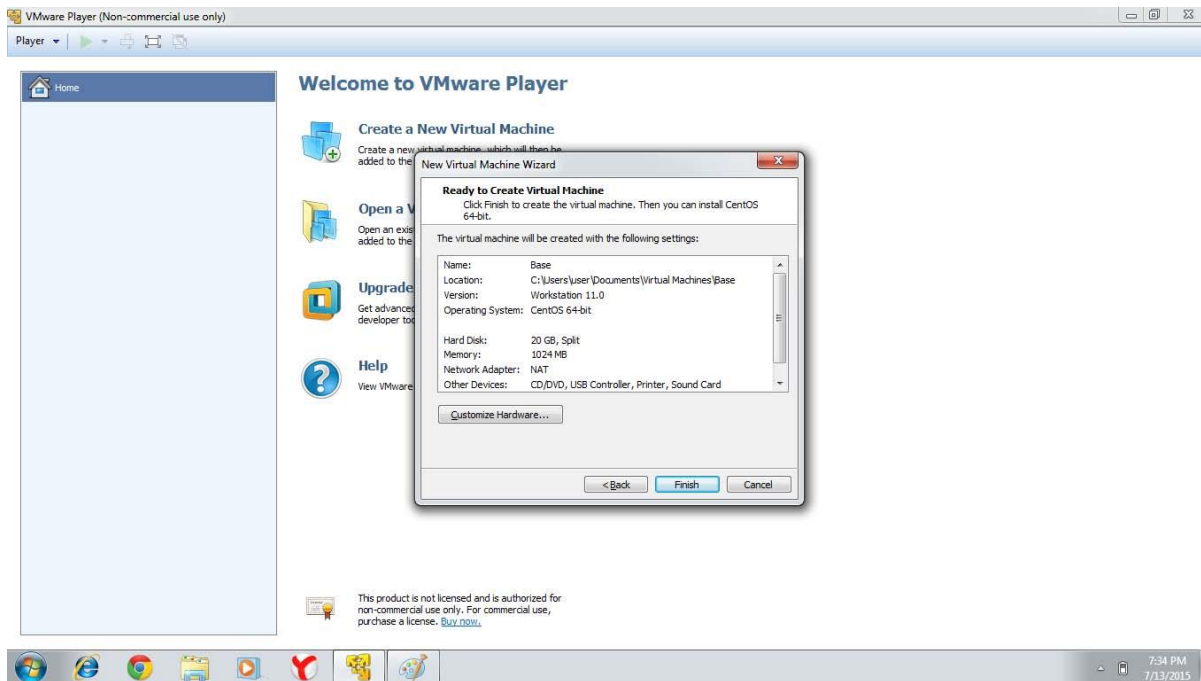 VMware Player (Non-commercial use only)
Player
Home
Welcome to VMware Player
Create a New Virtual Machine
Create a new virtual machine, which will then be
added to the
Open a V
Open an exis
added to the
Upgrade
Get advanced
developer too
Help
View VMware
New Virtual Machine Wizard
Ready to Create Virtual Machine
Click Finish to create the virtual machine. Then you can install CentOS
64-bit.
The virtual machine will be created with the following settings:
Name: Base
Location: C:\Users\user\Documents\Virtual Machines\Base
Version: Workstation 11.0
Operating System: CentOS 64-bit
Hard Disk: 20 GB, Split
Memory: 1024 MB
Network Adapter: NAT
Other Devices: CD/DVD, USB Controller, Printer, Sound Card
Customize Hardware...
< Back Finish Cancel
This product is not licensed and is authorized for
non-commercial use only. For commercial use,
purchase a license. Buy now.
7:34 PM
7/13/2015